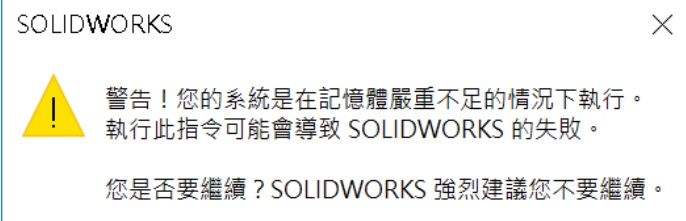 SOLIDWORKS
警告！您的系統是在記憶體嚴重不足的情況下執行。
執行此指令可能會導致 SOLIDWORKS 的失敗。
您是否要繼續？SOLIDWORKS 強烈建議您不要繼續。